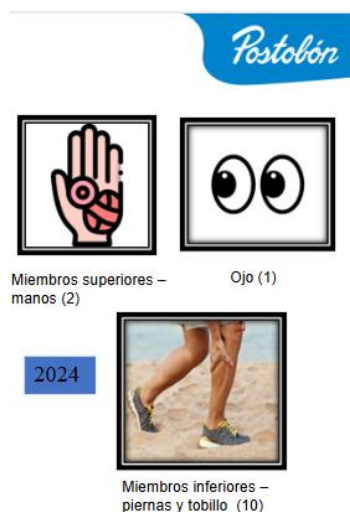 Postobón
Miembros superiores –
manos (2)
Ojo (1)
2024
Miembros inferiores –
piernas y tobillo (10)